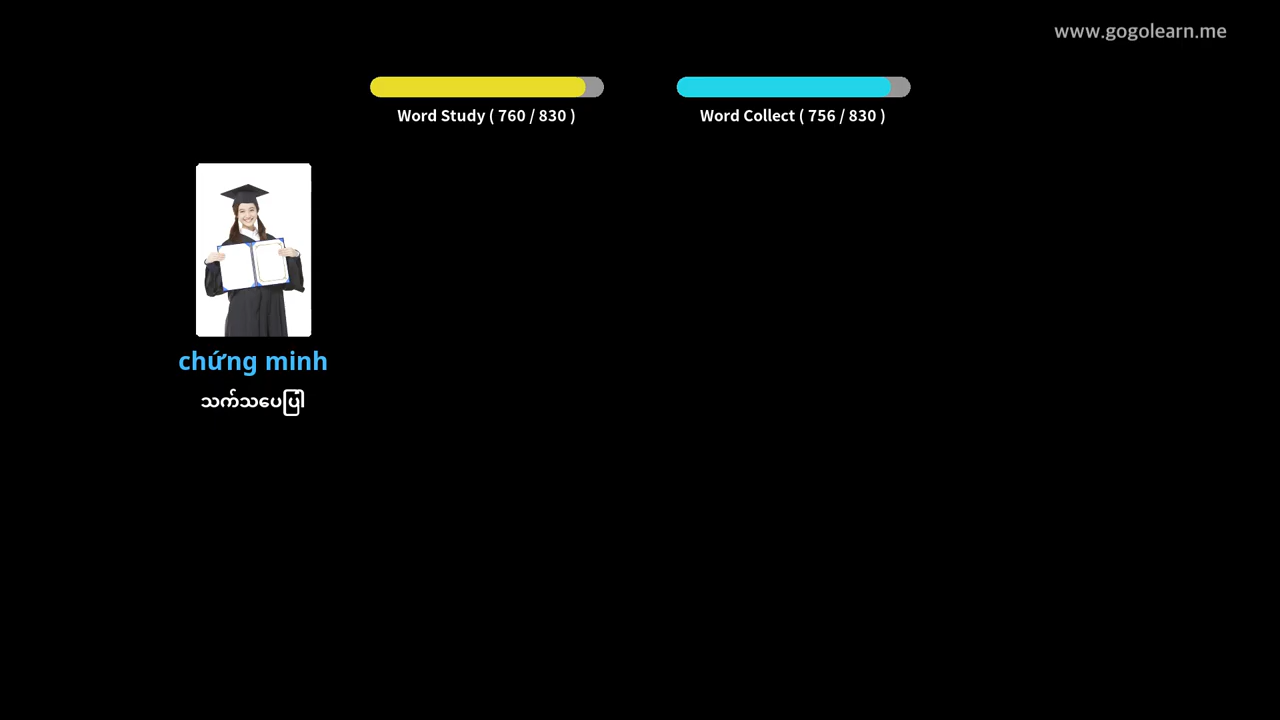 www.gogolearn.me
Word Study ( 760 / 830 )
Word Collect ( 756 / 830 )
chứng minh
သက်သေပြပါ